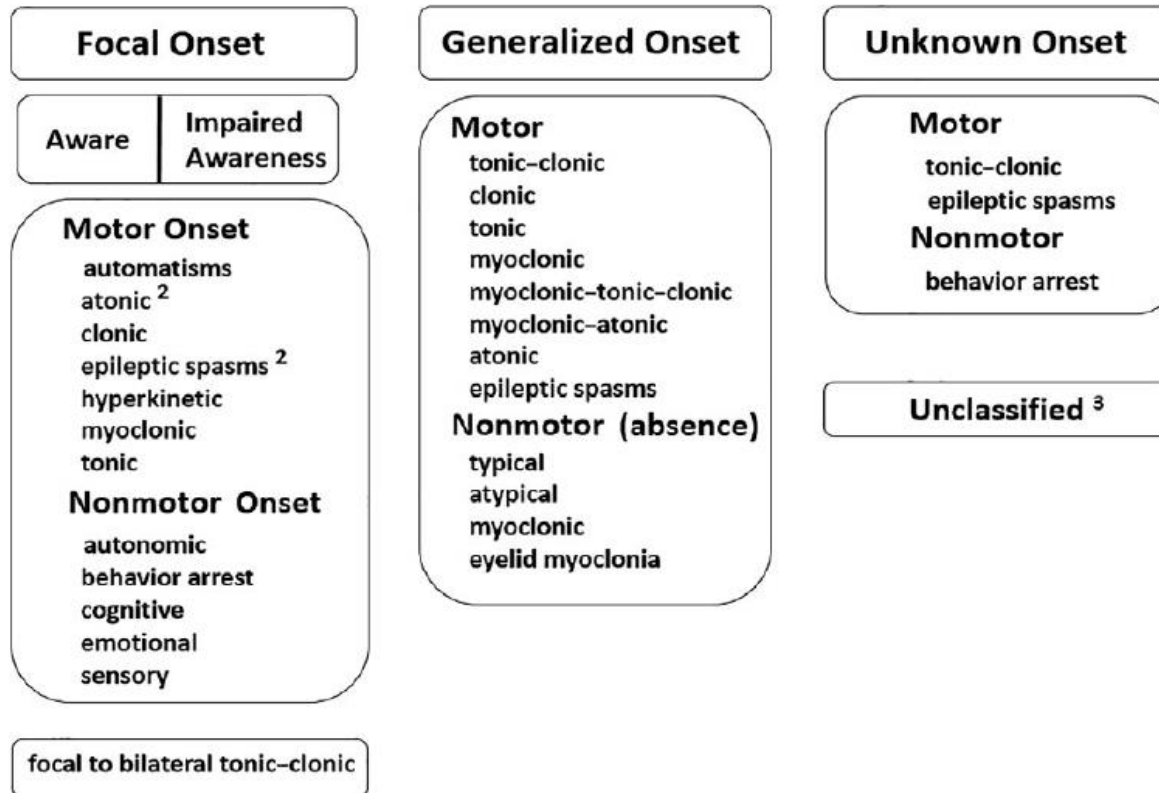 Focal Onset
Aware
Impaired
Awareness
Motor Onset
automatisms
atonic ²
clonic
epileptic spasms ²
hyperkinetic
myoclonic
tonic
Nonmotor Onset
autonomic
behavior arrest
cognitive
emotional
sensory
focal to bilateral tonic–clonic
Generalized Onset
Motor
tonic–clonic
clonic
tonic
myoclonic
myoclonic–tonic–clonic
myoclonic–atonic
atonic
epileptic spasms
Nonmotor (absence)
typical
atypical
myoclonic
eyelid myoclonia
Unknown Onset
Motor
tonic–clonic
epileptic spasms
Nonmotor
behavior arrest
Unclassified ³